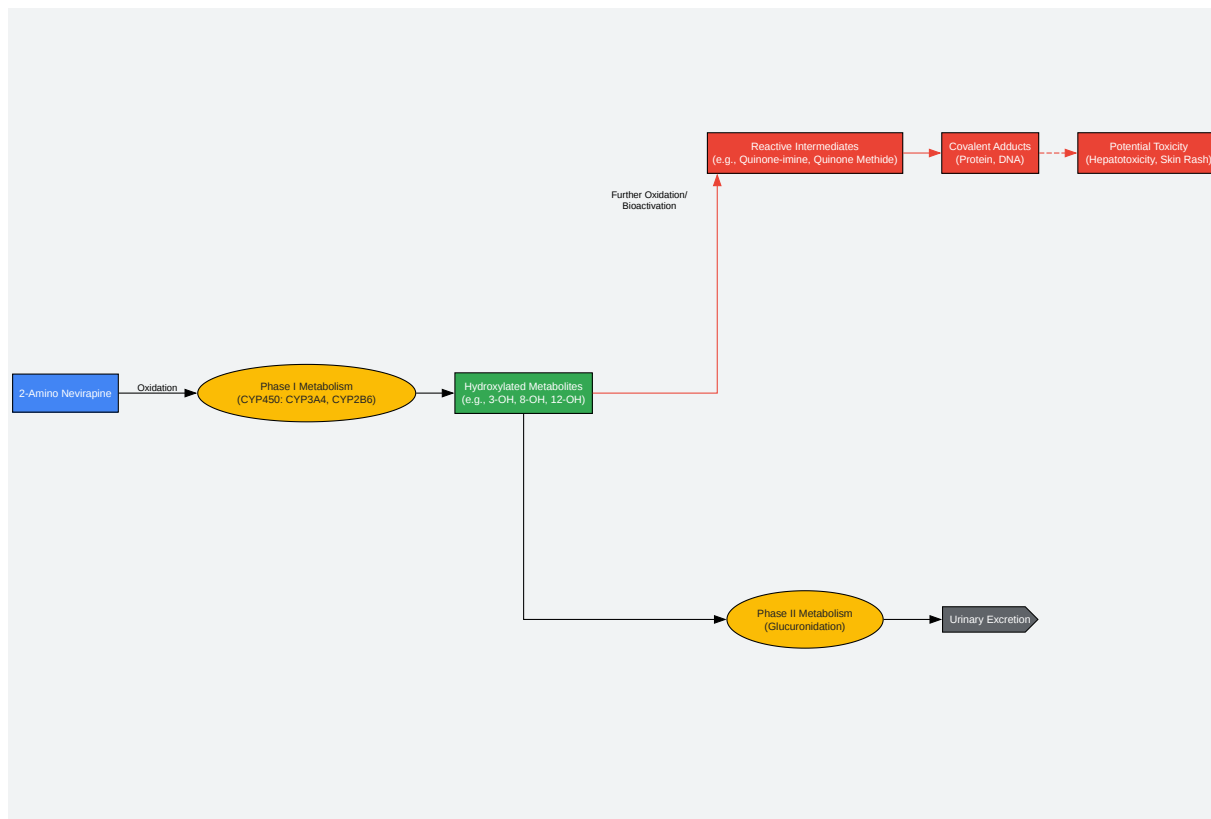 Reactive Intermediates
(e.g., Quinone-imine, Quinone Methide)
Covalent Adducts
(Protein, DNA)
Potential Toxicity
(Hepatotoxicity, Skin Rash)
Further Oxidation/
Bioactivation
2-Amino Nevirapine
Oxidation
Phase I Metabolism
(CYP450: CYP3A4, CYP2B6)
Hydroxylated Metabolites
(e.g., 3-OH, 8-OH, 12-OH)
Phase II Metabolism
(Glucuronidation)
Urinary Excretion